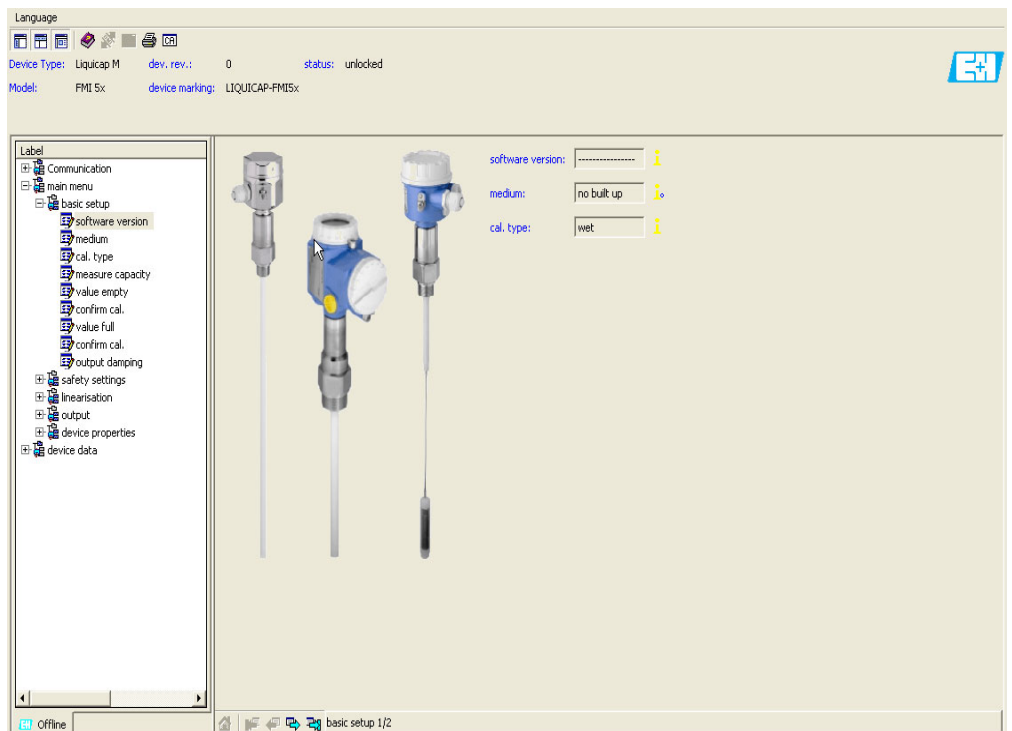 Language
CA
Device Type: Liquicap M dev. rev.: 0 status: unlocked
Model: FMI 5x device marking: LIQUICAP-FMI5x
E+H
Label
Communication
main menu
basic setup
software version
medium
cal. type
measure capacity
value empty
confirm cal.
value full
confirm cal.
output damping
safety settings
linearisation
output
device properties
device data
software version: ---------------
medium: no built up
cal. type: wet
Offline
basic setup 1/2